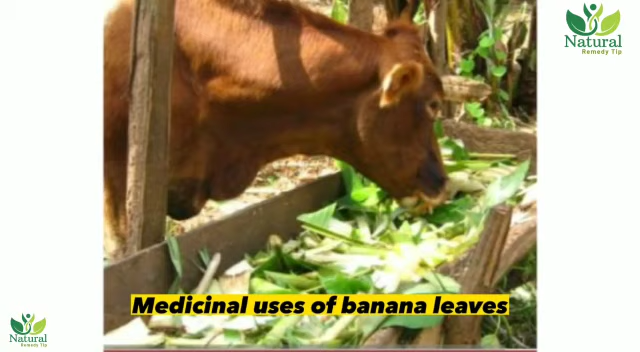 Natural
Remedy Tip
Medicinal uses of banana leaves
Natural
Remedy Tip